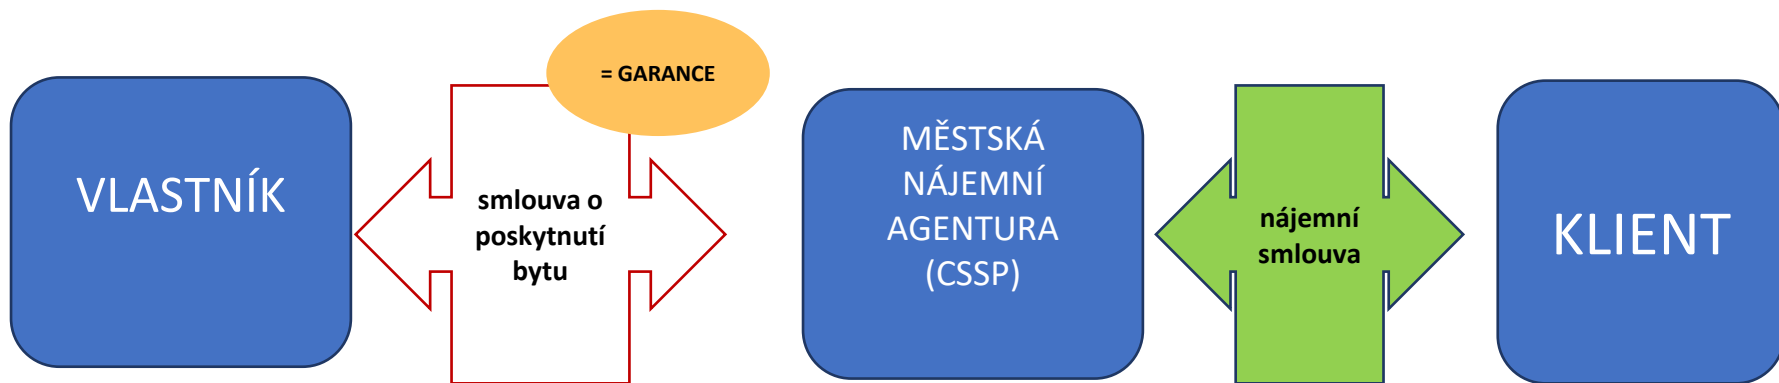 = GARANCE
VLASTNÍK
smlouva o
poskytnutí
bytu
MĚSTSKÁ
NÁJEMNÍ
AGENTURA
(CSSP)
nájemní
smlouva
KLIENT